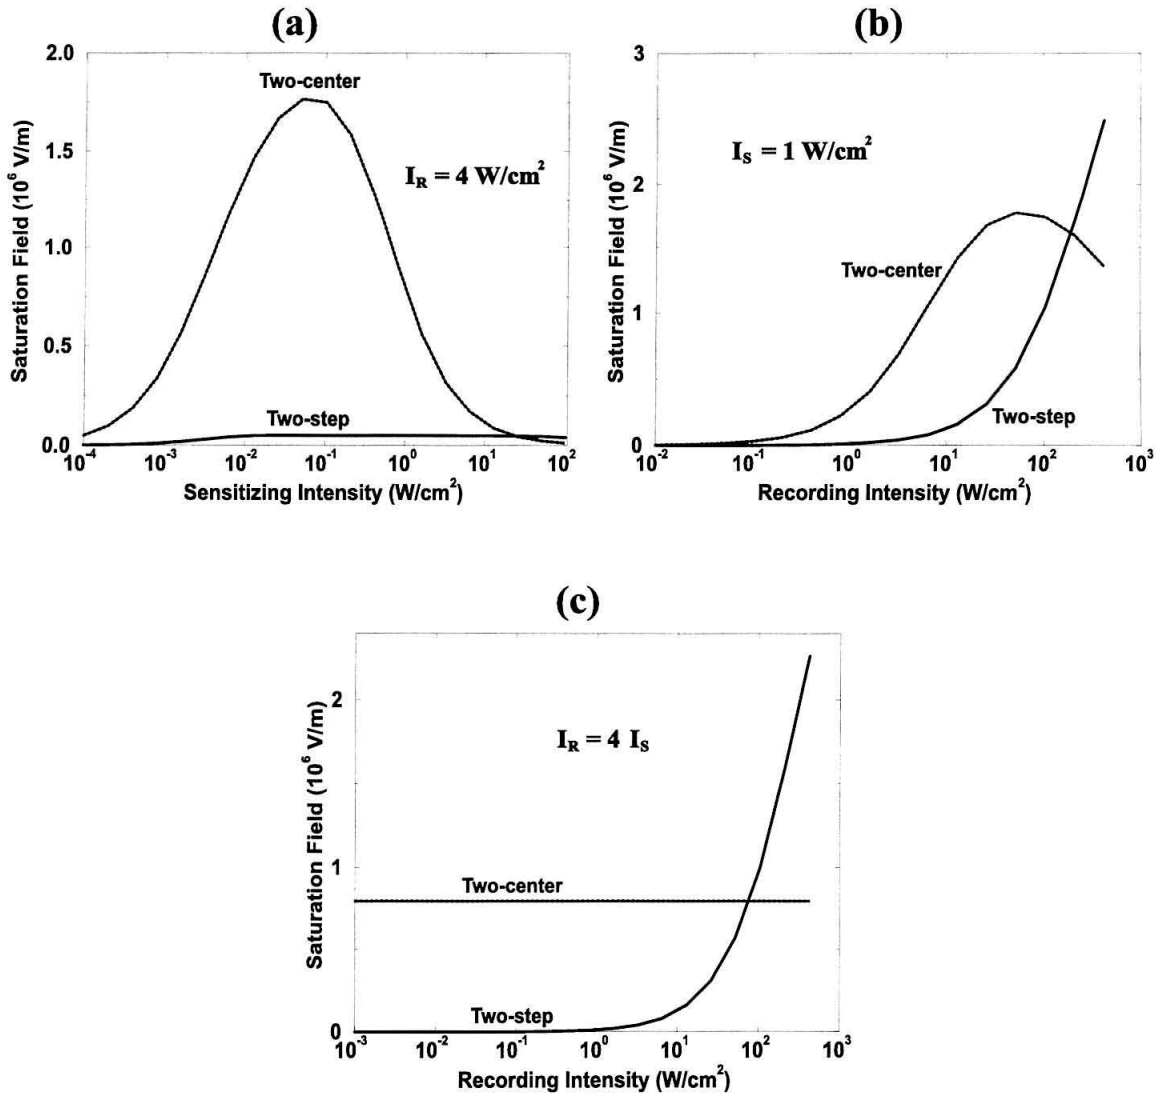 (a)
2.0
1.5
1.0
0.5
0.0
Saturation Field (10⁶ V/m)
Two-center
I_R = 4 W/cm²
Two-step
10⁻⁴ 10⁻³ 10⁻² 10⁻¹ 10⁰ 10¹ 10²
Sensitizing Intensity (W/cm²)
(b)
3
2
1
0
Saturation Field (10⁶ V/m)
I_S = 1 W/cm²
Two-center
Two-step
10⁻² 10⁻¹ 10⁰ 10¹ 10² 10³
Recording Intensity (W/cm²)
(c)
2
1
0
Saturation Field (10⁶ V/m)
I_R = 4 I_S
Two-center
Two-step
10⁻³ 10⁻² 10⁻¹ 10⁰ 10¹ 10² 10³
Recording Intensity (W/cm²)